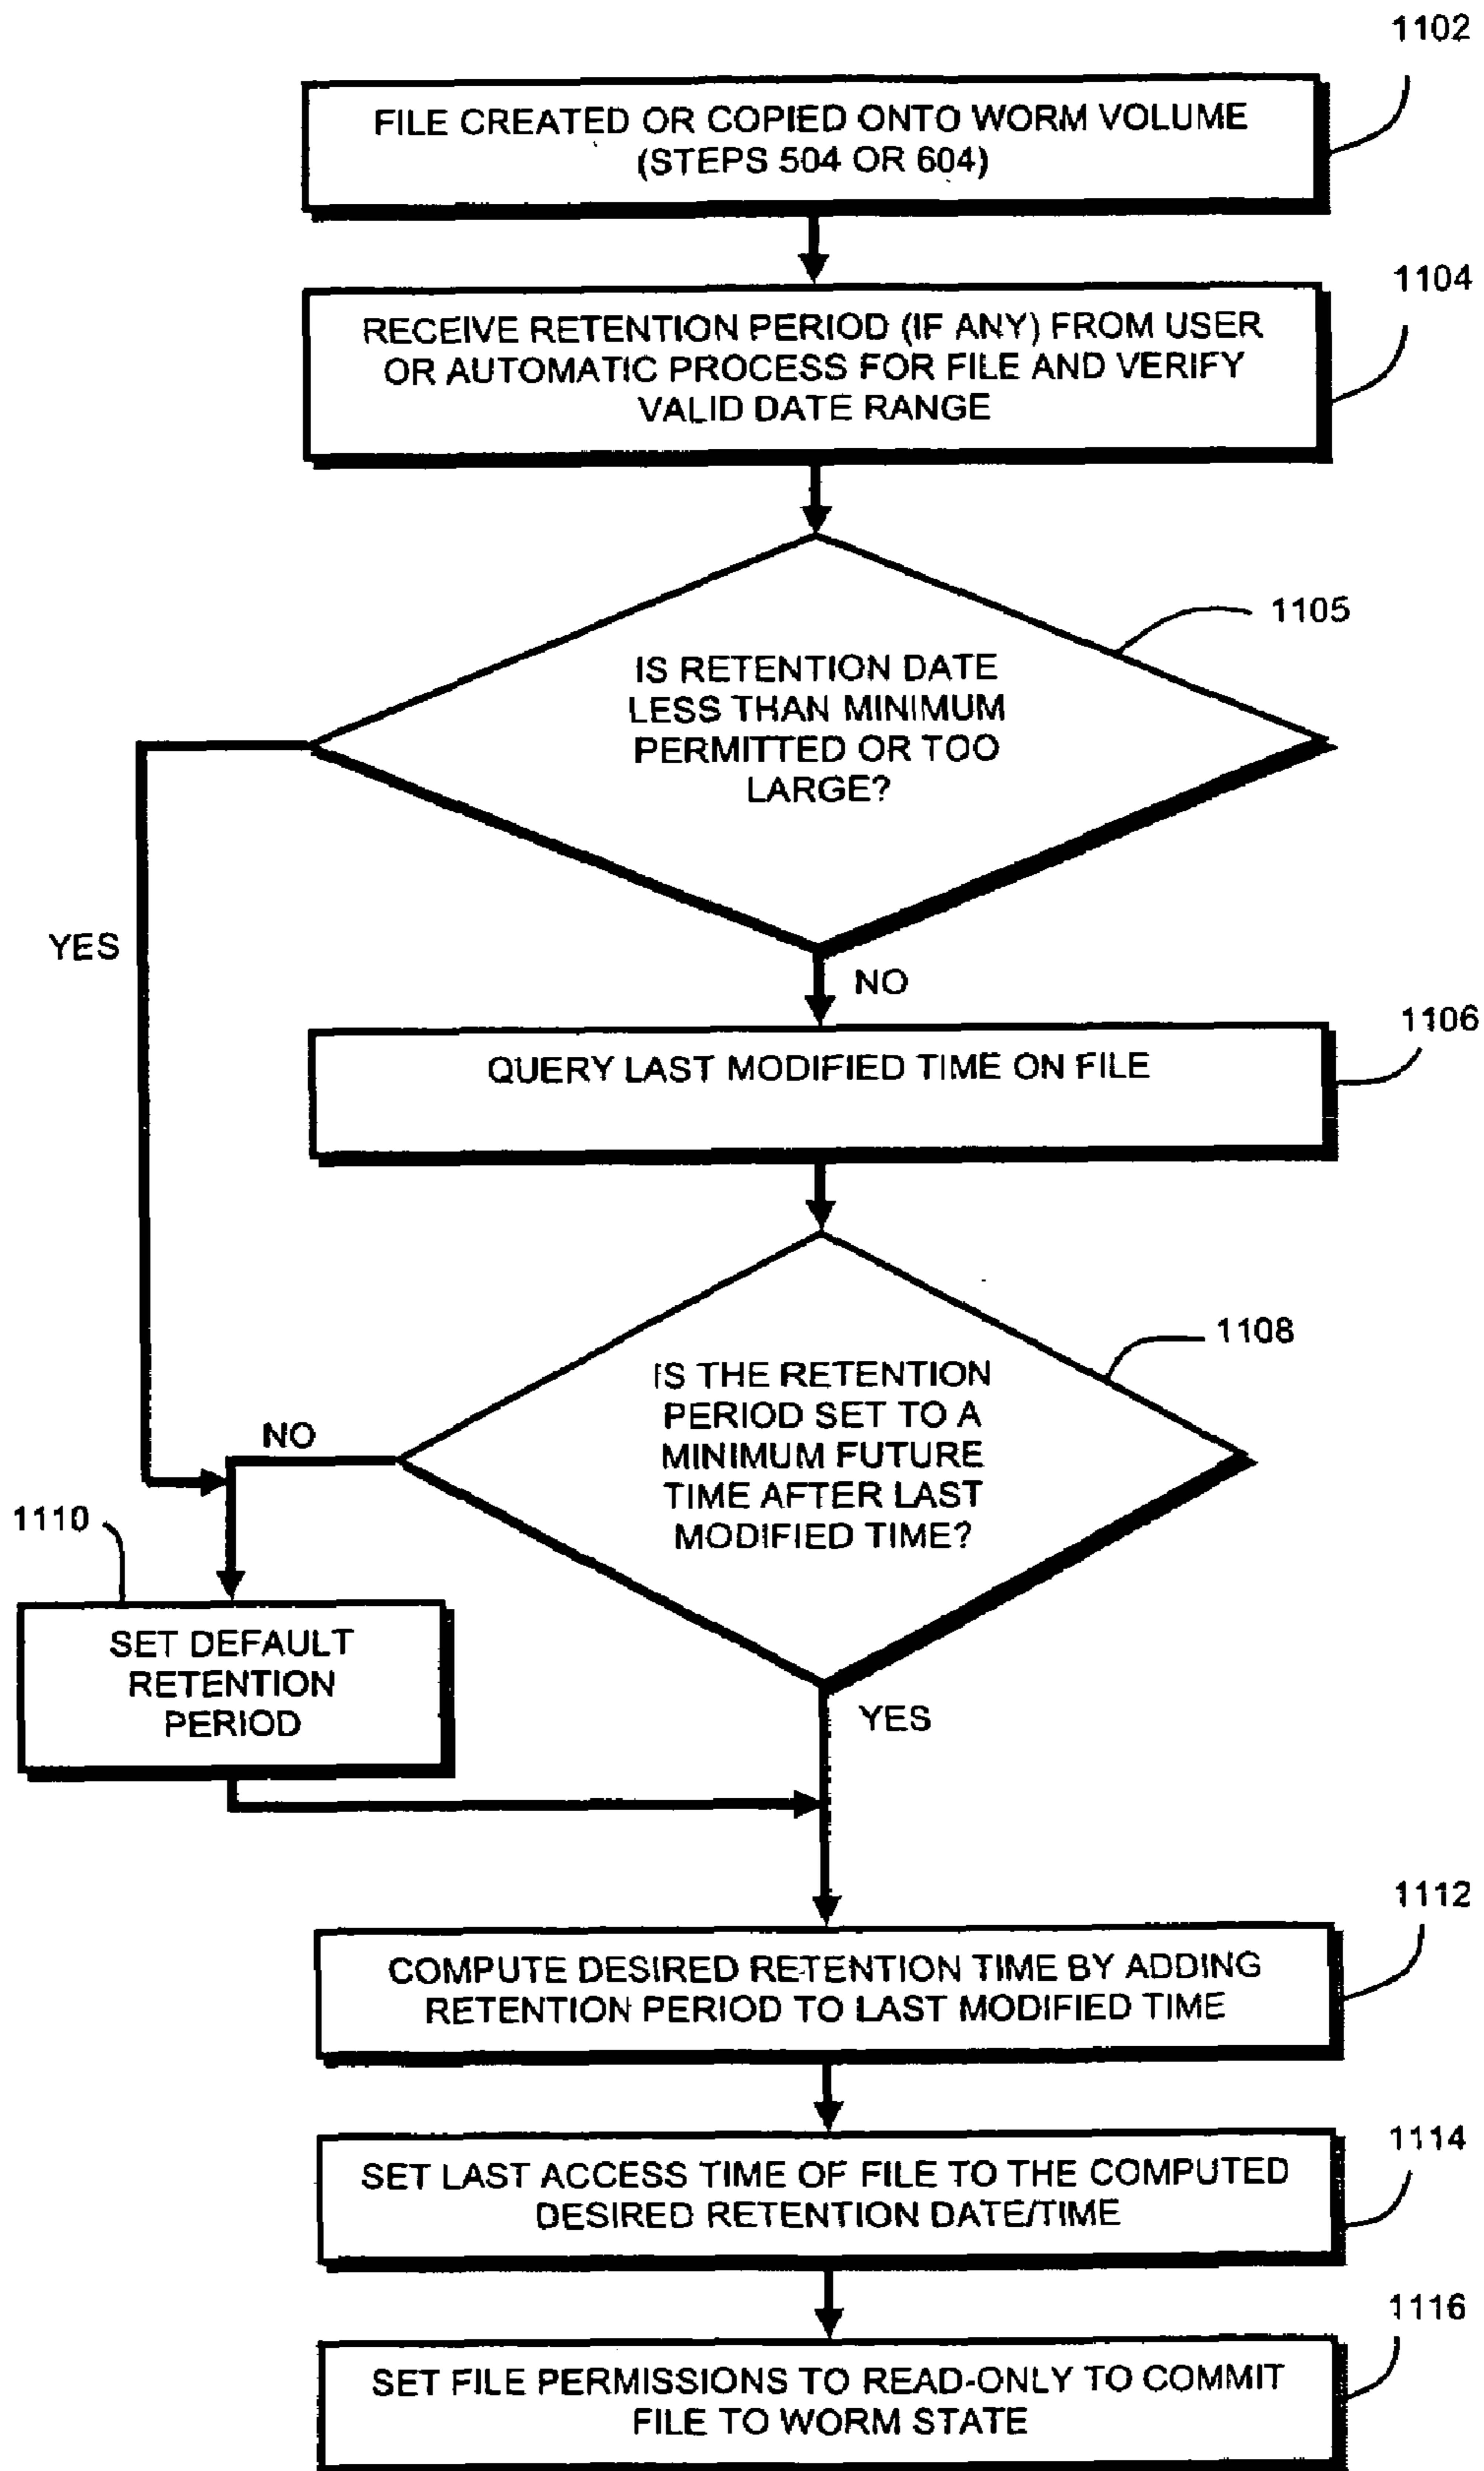 1102
FILE CREATED OR COPIED ONTO WORM VOLUME
(STEPS 504 OR 604)
1104
RECEIVE RETENTION PERIOD (IF ANY) FROM USER
OR AUTOMATIC PROCESS FOR FILE AND VERIFY
VALID DATE RANGE
1105
IS RETENTION DATE
LESS THAN MINIMUM
PERMITTED OR TOO
LARGE?
YES
NO
1106
QUERY LAST MODIFIED TIME ON FILE
1108
IS THE RETENTION
PERIOD SET TO A
MINIMUM FUTURE
TIME AFTER LAST
MODIFIED TIME?
NO
1110
SET DEFAULT
RETENTION
PERIOD
YES
1112
COMPUTE DESIRED RETENTION TIME BY ADDING
RETENTION PERIOD TO LAST MODIFIED TIME
1114
SET LAST ACCESS TIME OF FILE TO THE COMPUTED
DESIRED RETENTION DATE/TIME
1116
SET FILE PERMISSIONS TO READ-ONLY TO COMMIT
FILE TO WORM STATE